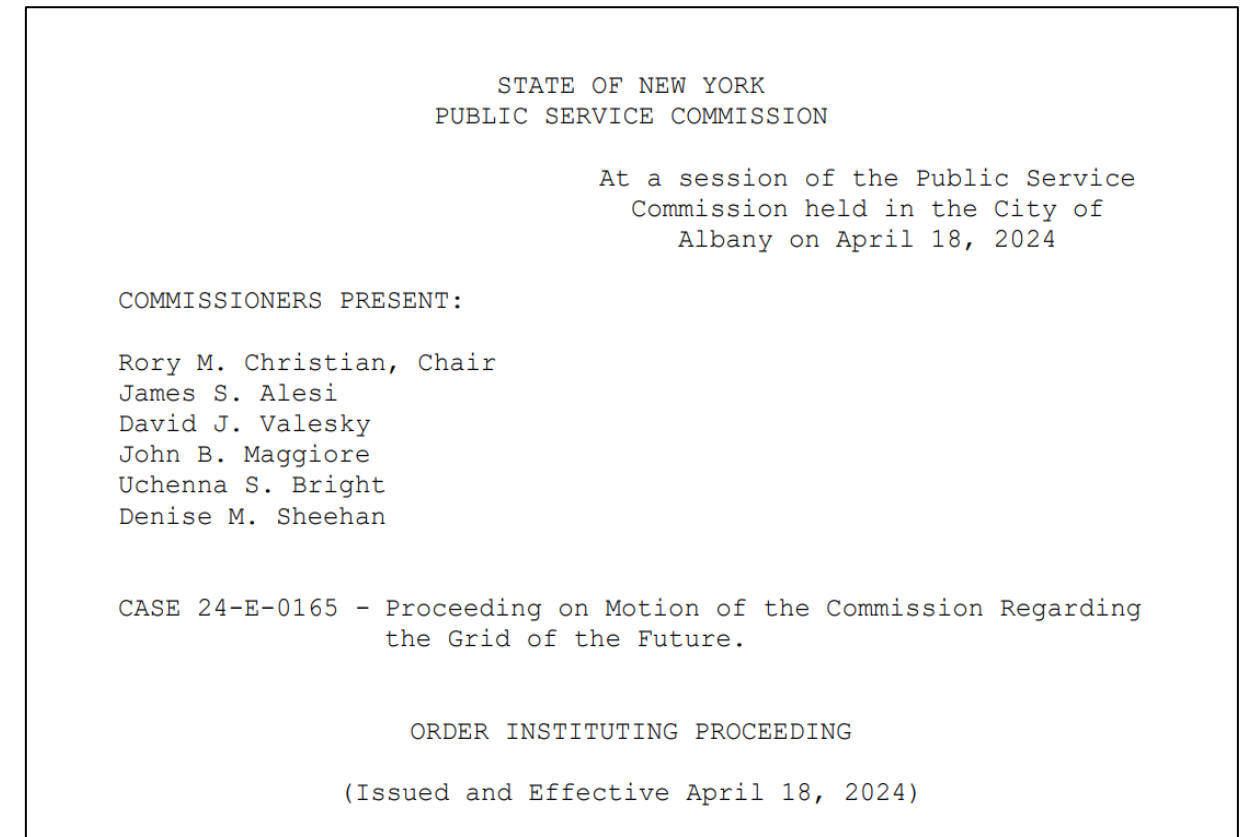 STATE OF NEW YORK
PUBLIC SERVICE COMMISSION
At a session of the Public Service
Commission held in the City of
Albany on April 18, 2024
COMMISSIONERS PRESENT:
Rory M. Christian, Chair
James S. Alesi
David J. Valesky
John B. Maggiore
Uchenna S. Bright
Denise M. Sheehan
CASE 24-E-0165 - Proceeding on Motion of the Commission Regarding
the Grid of the Future.
ORDER INSTITUTING PROCEEDING
(Issued and Effective April 18, 2024)